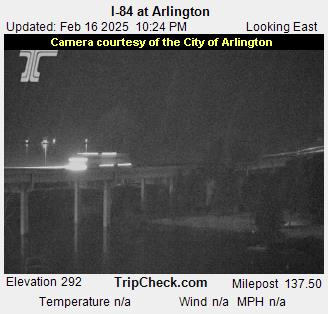 I-84 at Arlington
Updated: Feb 16 2025 10:24 PM Looking East
Camera courtesy of the City of Arlington
Elevation 292 TripCheck.com Milepost 137.50
Temperature n/a Wind n/a MPH n/a